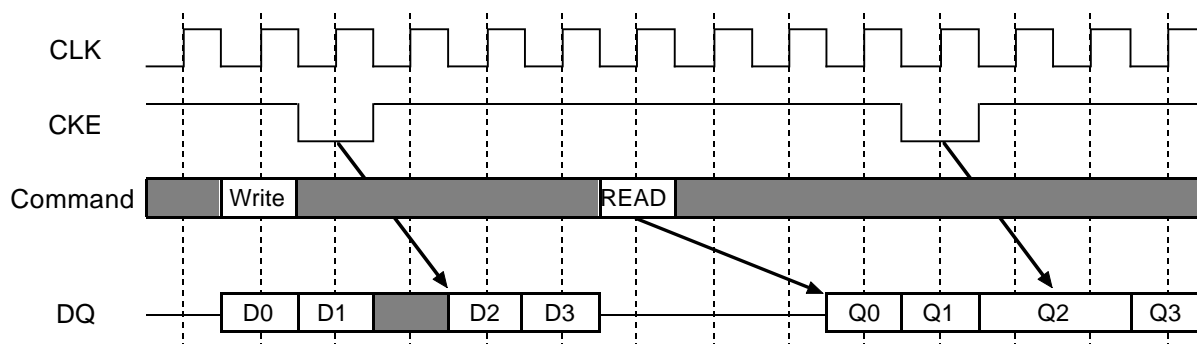 CLK
CKE
Command Write READ
DQ D0 D1 D2 D3 Q0 Q1 Q2 Q3